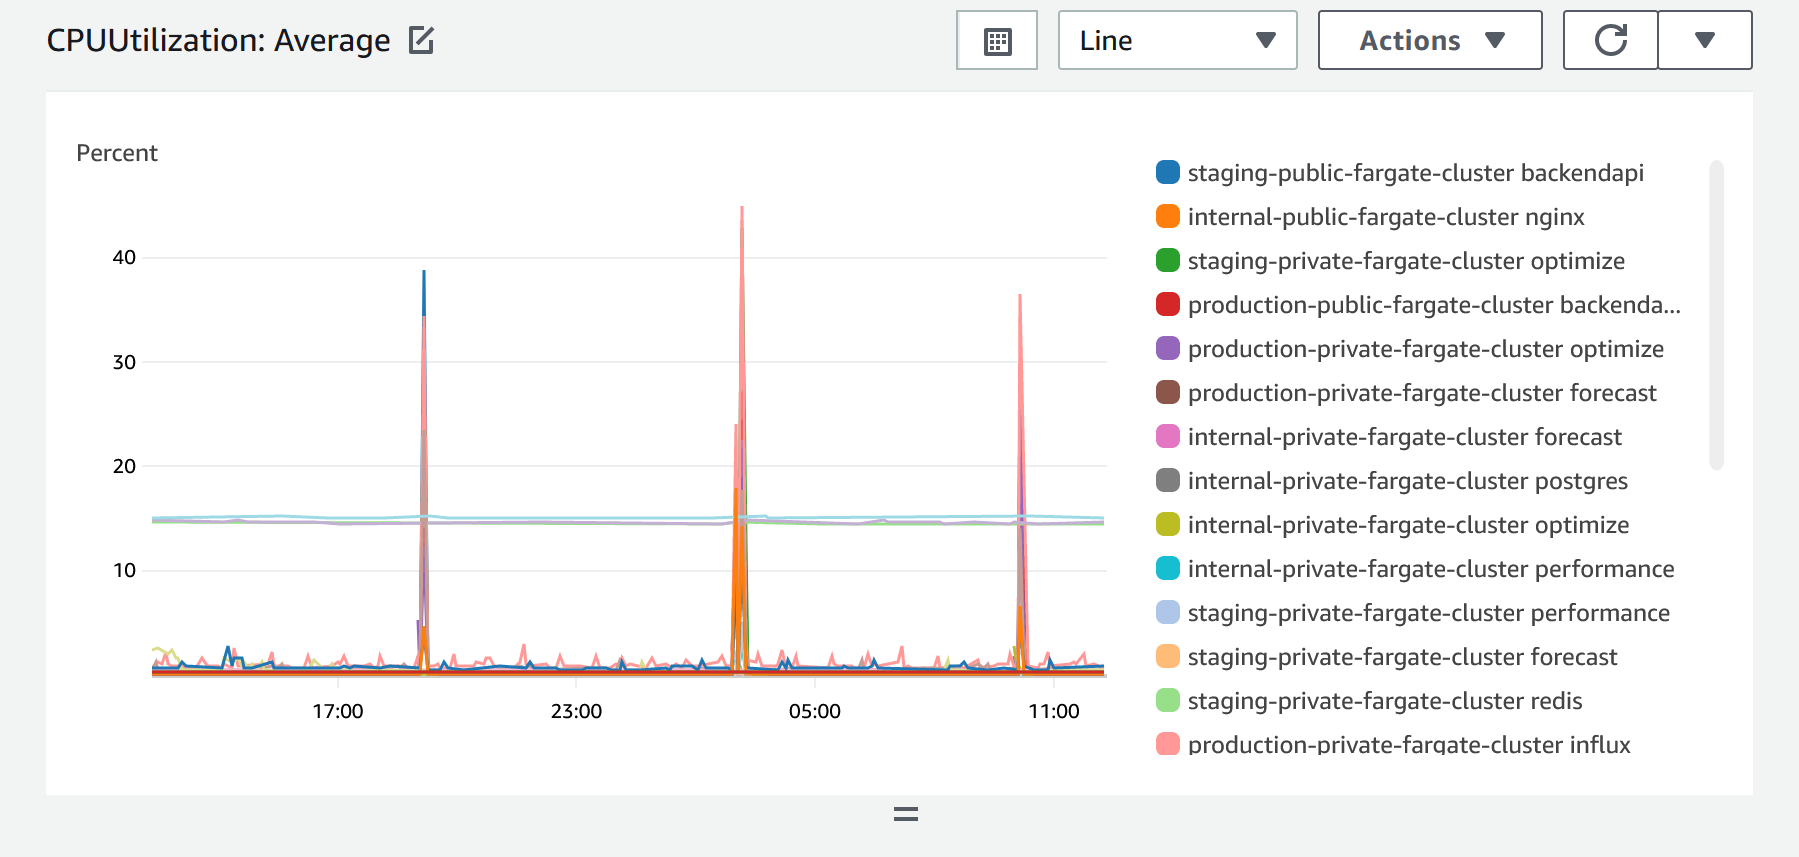 CPUUtilization: Average
Line
Actions
Percent
40
30
20
10
17:00
23:00
05:00
11:00
staging-public-fargate-cluster backendapi
internal-public-fargate-cluster nginx
staging-private-fargate-cluster optimize
production-public-fargate-cluster backenda...
production-private-fargate-cluster optimize
production-private-fargate-cluster forecast
internal-private-fargate-cluster forecast
internal-private-fargate-cluster postgres
internal-private-fargate-cluster optimize
internal-private-fargate-cluster performance
staging-private-fargate-cluster performance
staging-private-fargate-cluster forecast
staging-private-fargate-cluster redis
production-private-fargate-cluster influx